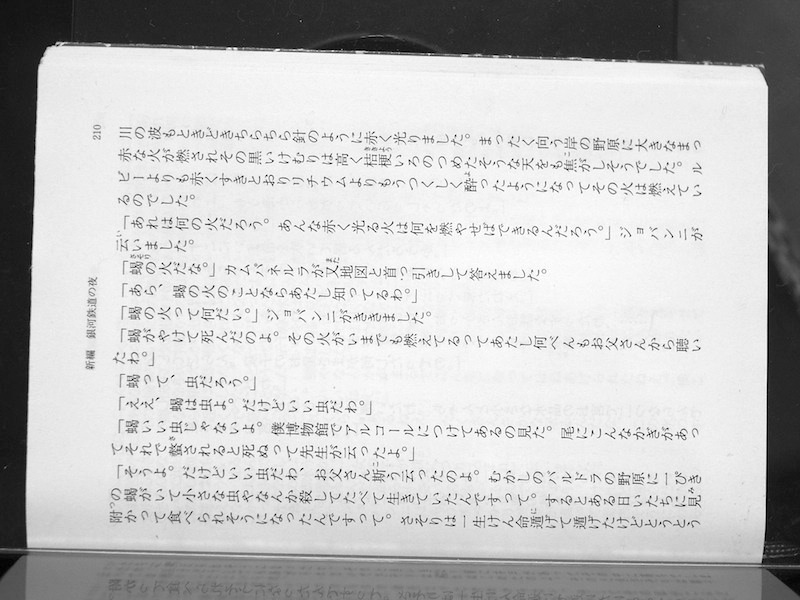 川の波もときどきちらちら針のように赤く光りました。まったく向う岸の野原に大きなまっ
赤な火が燃されその黒いけむりは高く桔梗いろのつめたそうな天をも焦がしそうでした。ル
ビーよりも赤くすきとおりリチウムよりもうつくしく酔ったようになってその火は燃えてい
るのでした。
「あれは何の火だろう。あんな赤く光る火は何を燃やせばできるんだろう。」ジョバンニが
云いました。
「蝎の火だな。」カムパネルラが又地図と首っ引きして答えました。
「あら、蝎の火のことならあたし知ってるわ。」
「蝎の火って何だい。」ジョバンニがききました。
「蝎がやけて死んだのよ。その火がいまでも燃えてるってあたし何べんもお父さんから聴い
たわ。」
「蝎って、虫だろう。」
「ええ、蝎は虫よ。だけどいい虫だわ。」
「蝎いい虫じゃないよ。僕博物館でアルコールにつけてあるの見た。尾にこんなかぎがあっ
てそれで螫されると死ぬって先生が云ったよ。」
「そうよ。だけどいい虫だわ、お父さん斯う云ったのよ。むかしのバルドラの野原に一ぴき
の蝎がいて小さな虫やなんか殺してたべて生きていたんですって。するとある日いたちに見
附かって食べられそうになったんですって。さそりは一生けん命遁げて遁げたけどとうとう
210
新編 銀河鉄道の夜